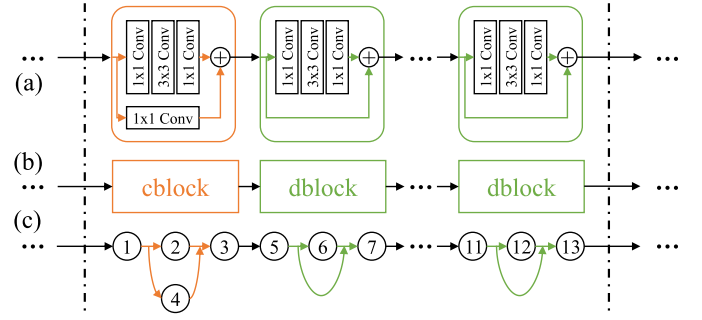 ... 1x1 Conv 3x3 Conv 1x1 Conv + 1x1 Conv 3x3 Conv 1x1 Conv + ... 1x1 Conv 3x3 Conv 1x1 Conv + ...
1x1 Conv
(a)
(b)
... cblock dblock ... dblock ...
(c)
... 1 2 3 5 6 7 ... 11 12 13 ...
4